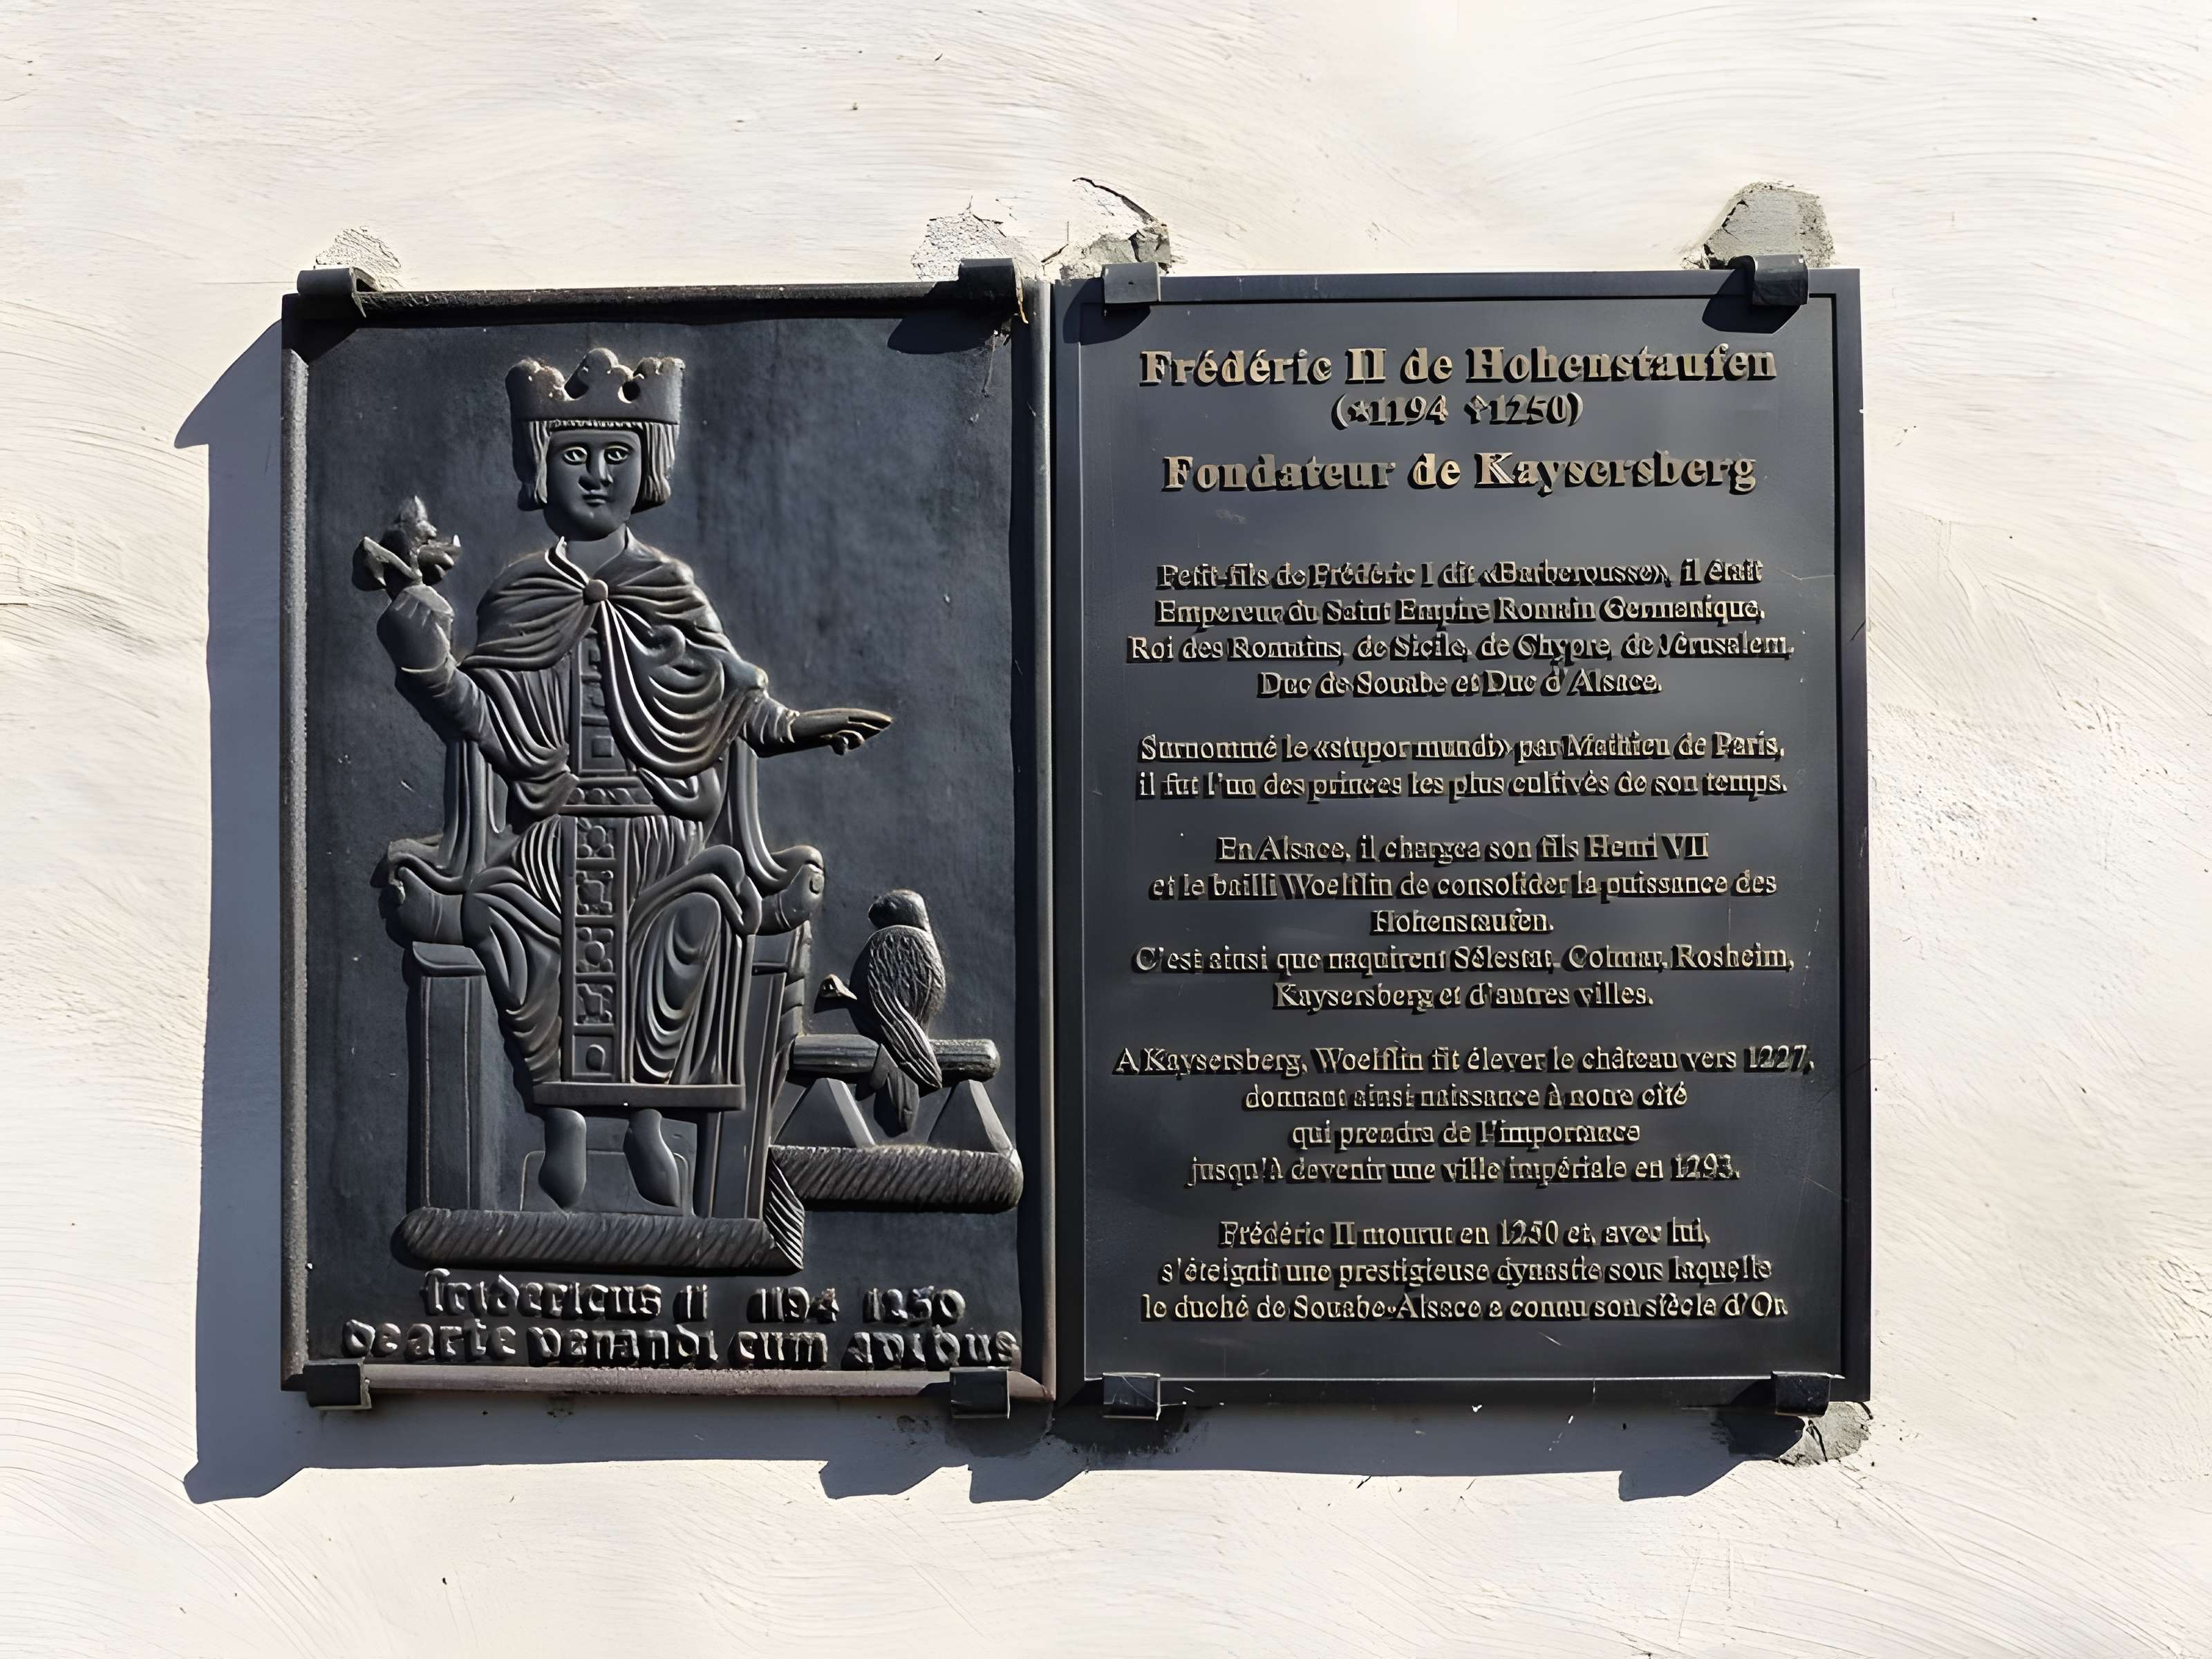 fridericus II 1194 1250
de arte venandi cum avibus
Frédéric II de Hohenstaufen
(★1194 ✞1250)
Fondateur de Kaysersberg
Petit-fils de Frédéric I dit «Barberousse», il était
Empereur du Saint Empire Romain Germanique,
Roi des Romains, de Sicile, de Chypre, de Jérusalem,
Duc de Souabe et Duc d'Alsace.
Surnommé le «stupor mundi» par Mathieu de Paris,
il fut l'un des princes les plus cultivés de son temps.
En Alsace, il chargea son fils Henri VII
et le bailli Woelflin de consolider la puissance des
Hohenstaufen.
C'est ainsi que naquirent Sélestat, Colmar, Rosheim,
Kaysersberg et d'autres villes.
A Kaysersberg, Woelflin fit élever le château vers 1227,
donnant ainsi naissance à notre cité
qui prendra de l'importance
jusqu'à devenir une ville impériale en 1293.
Frédéric II mourut en 1250 et, avec lui,
s'éteignit une prestigieuse dynastie sous laquelle
le duché de Souabe-Alsace a connu son siècle d'Or.